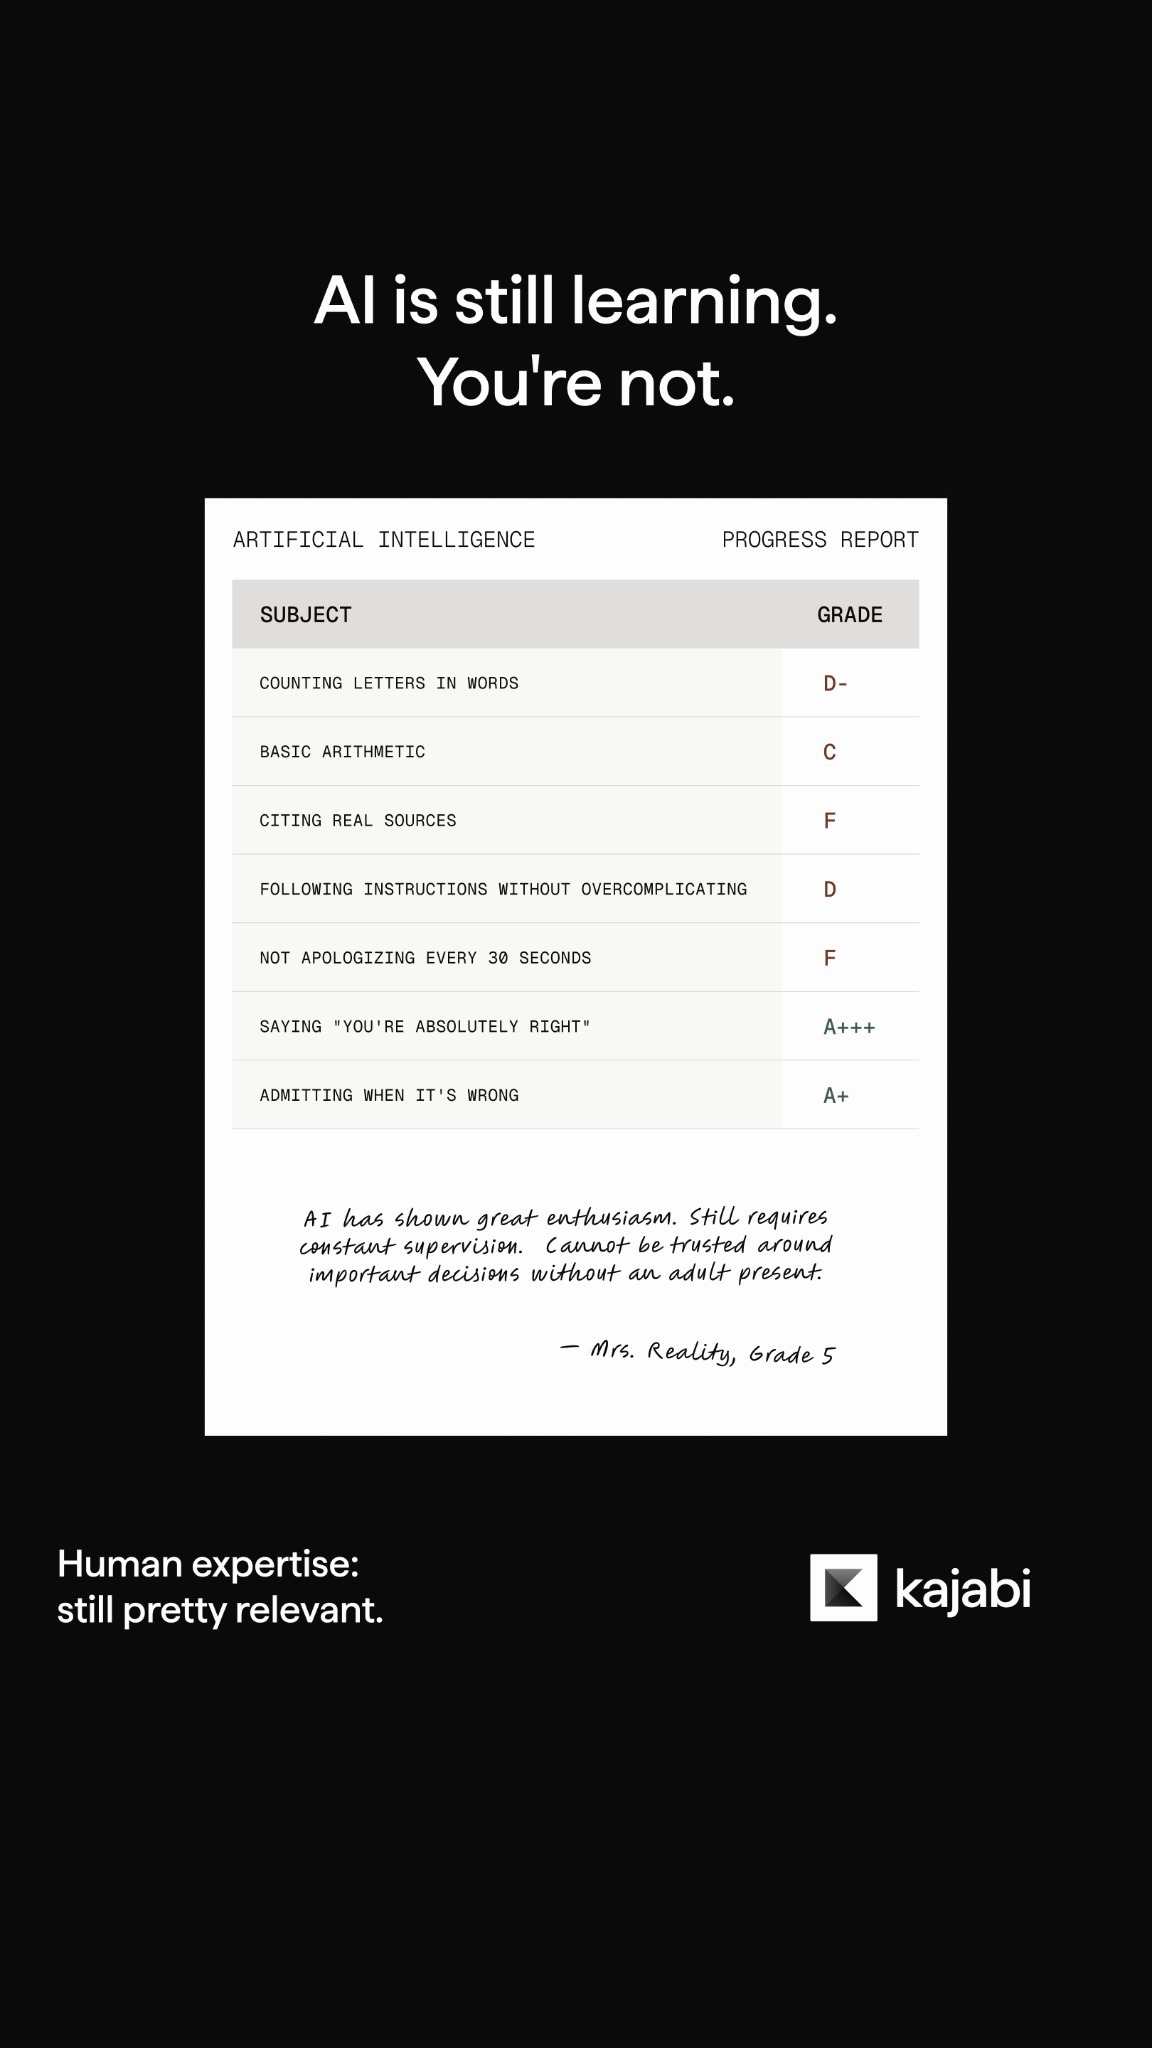 AI is still learning.
You're not.
ARTIFICIAL INTELLIGENCE PROGRESS REPORT
SUBJECT GRADE
COUNTING LETTERS IN WORDS D-
BASIC ARITHMETIC C
CITING REAL SOURCES F
FOLLOWING INSTRUCTIONS WITHOUT OVERCOMPLICATING D
NOT APOLOGIZING EVERY 30 SECONDS F
SAYING "YOU'RE ABSOLUTELY RIGHT" A+++
ADMITTING WHEN IT'S WRONG A+
AI has shown great enthusiasm. Still requires
constant supervision. Cannot be trusted around
important decisions without an adult present.
— Mrs. Reality, Grade 5
Human expertise:
still pretty relevant.
kajabi